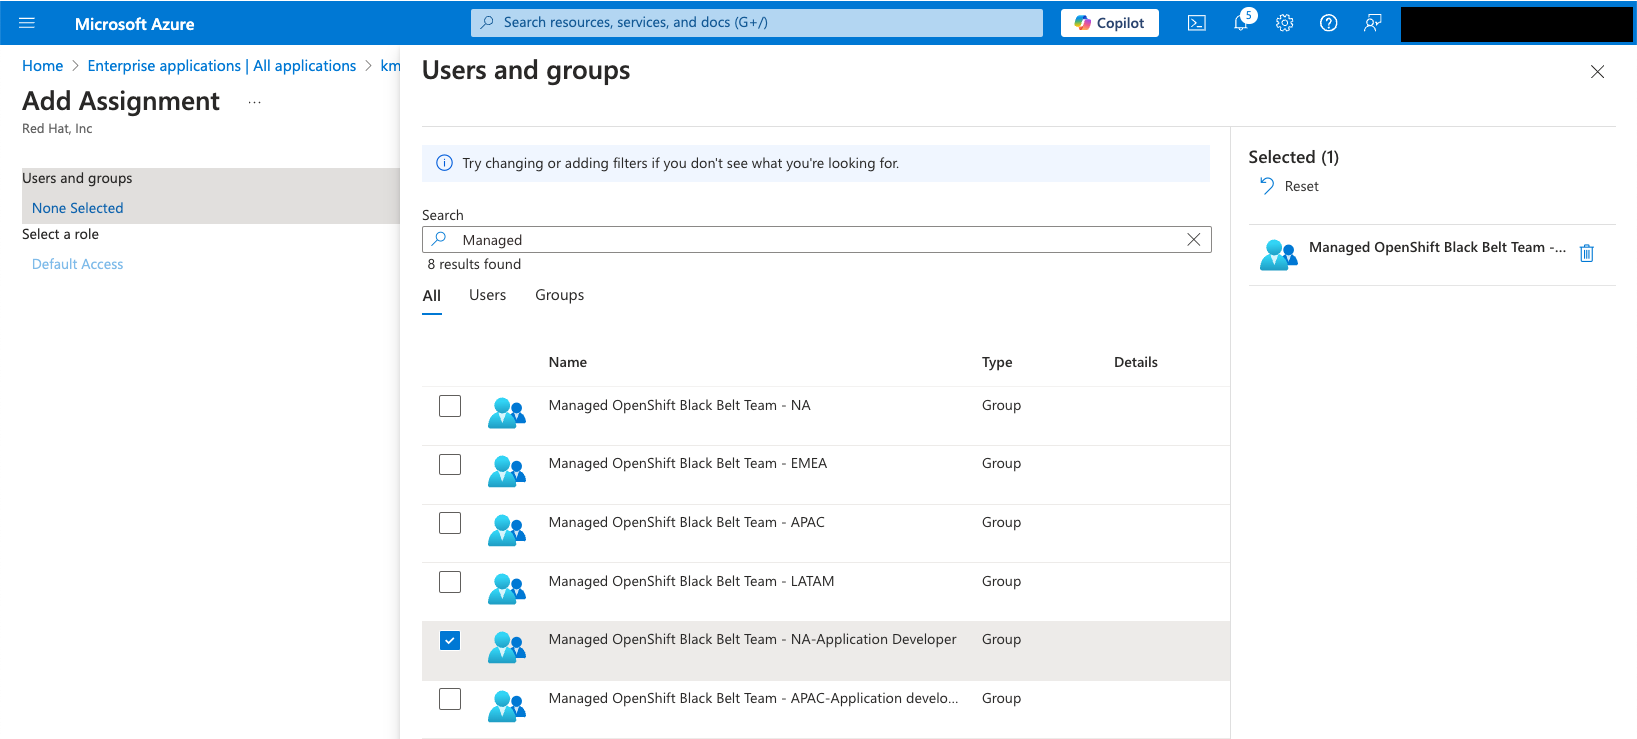 Microsoft Azure
Search resources, services, and docs (G+/)
Copilot
5
Home > Enterprise applications | All applications > km
Add Assignment ...
Red Hat, Inc
Users and groups
None Selected
Select a role
Default Access
Users and groups
Try changing or adding filters if you don't see what you're looking for.
Search
Managed
8 results found
All Users Groups
Name Type Details
Managed OpenShift Black Belt Team - NA Group
Managed OpenShift Black Belt Team - EMEA Group
Managed OpenShift Black Belt Team - APAC Group
Managed OpenShift Black Belt Team - LATAM Group
Managed OpenShift Black Belt Team - NA-Application Developer Group
Managed OpenShift Black Belt Team - APAC-Application develo... Group
Selected (1)
Reset
Managed OpenShift Black Belt Team -...